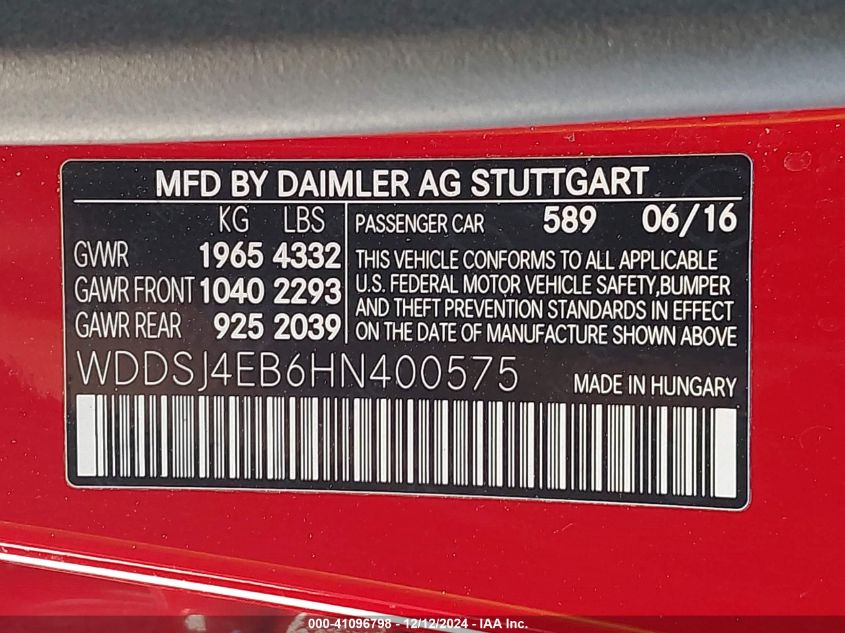 MFD BY DAIMLER AG STUTTGART
KG LBS
GVWR 1965 4332
GAWR FRONT 1040 2293
GAWR REAR 925 2039
PASSENGER CAR 589 06/16
THIS VEHICLE CONFORMS TO ALL APPLICABLE
U.S. FEDERAL MOTOR VEHICLE SAFETY,BUMPER
AND THEFT PREVENTION STANDARDS IN EFFECT
ON THE DATE OF MANUFACTURE SHOWN ABOVE
WDDSJ4EB6HN400575 MADE IN HUNGARY
000-41096798 - 12/12/2024 - IAA Inc.